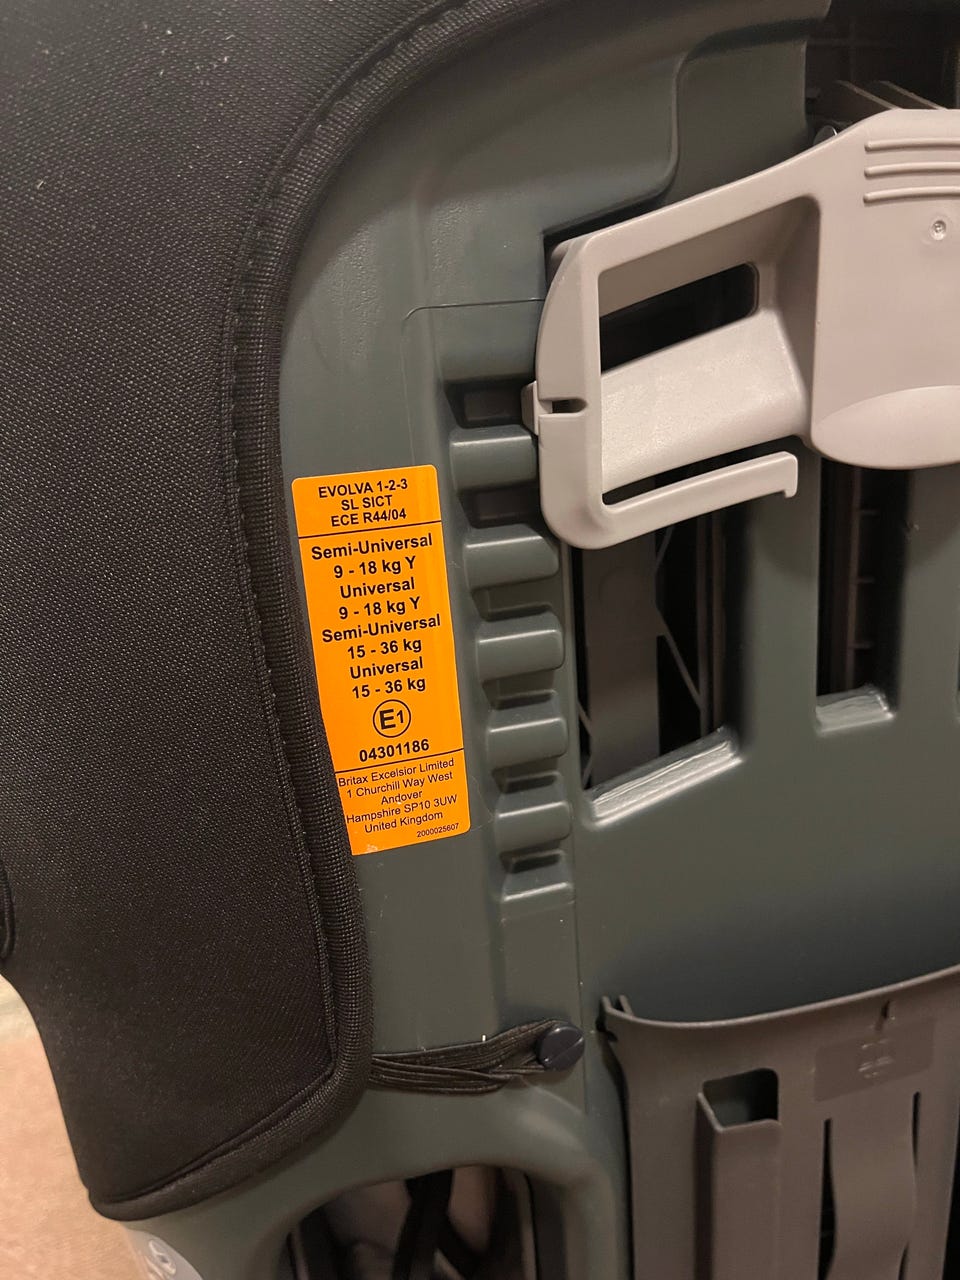 EVOLVA 1-2-3
SL SICT
ECE R44/04
Semi-Universal
9 - 18 kg Y
Universal
9 - 18 kg Y
Semi-Universal
15 - 36 kg
Universal
15 - 36 kg
E1
04301186
Britax Excelsior Limited
1 Churchill Way West
Andover
Hampshire SP10 3UW
United Kingdom
2000025607